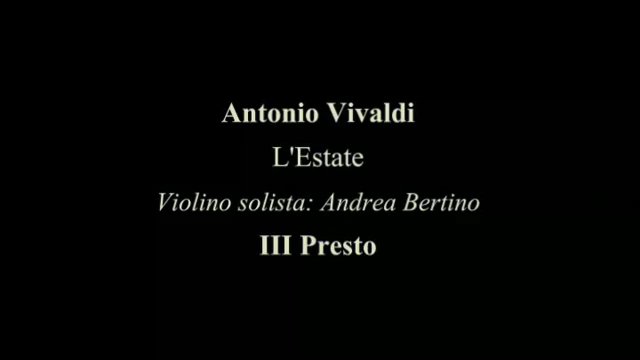 Antonio Vivaldi
L'Estate
Violino solista: Andrea Bertino
III Presto